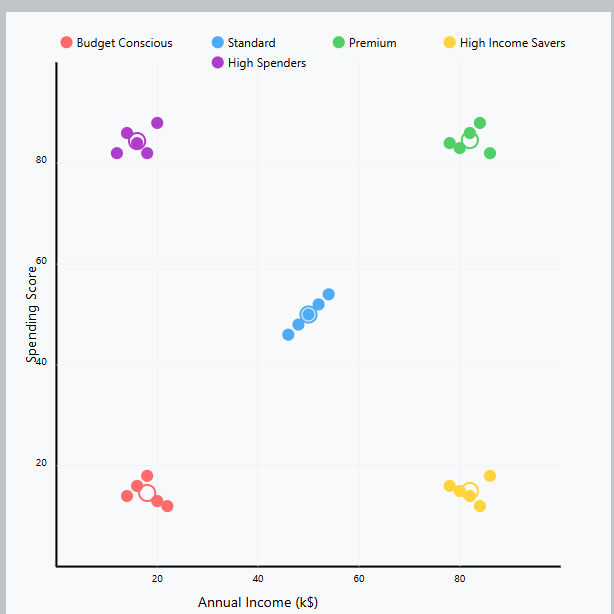 Budget Conscious Standard Premium High Income Savers
High Spenders
80
60
Spending Score
40
20
20 40 60 80
Annual Income (k$)